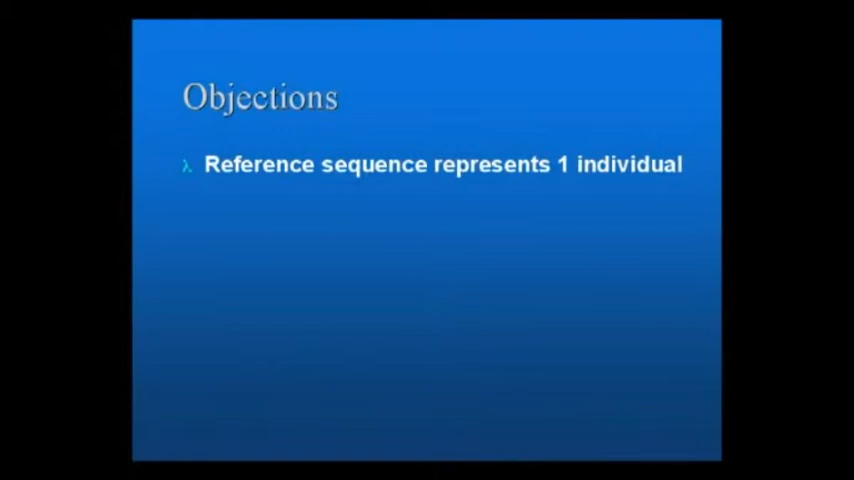 Objections
λ Reference sequence represents 1 individual